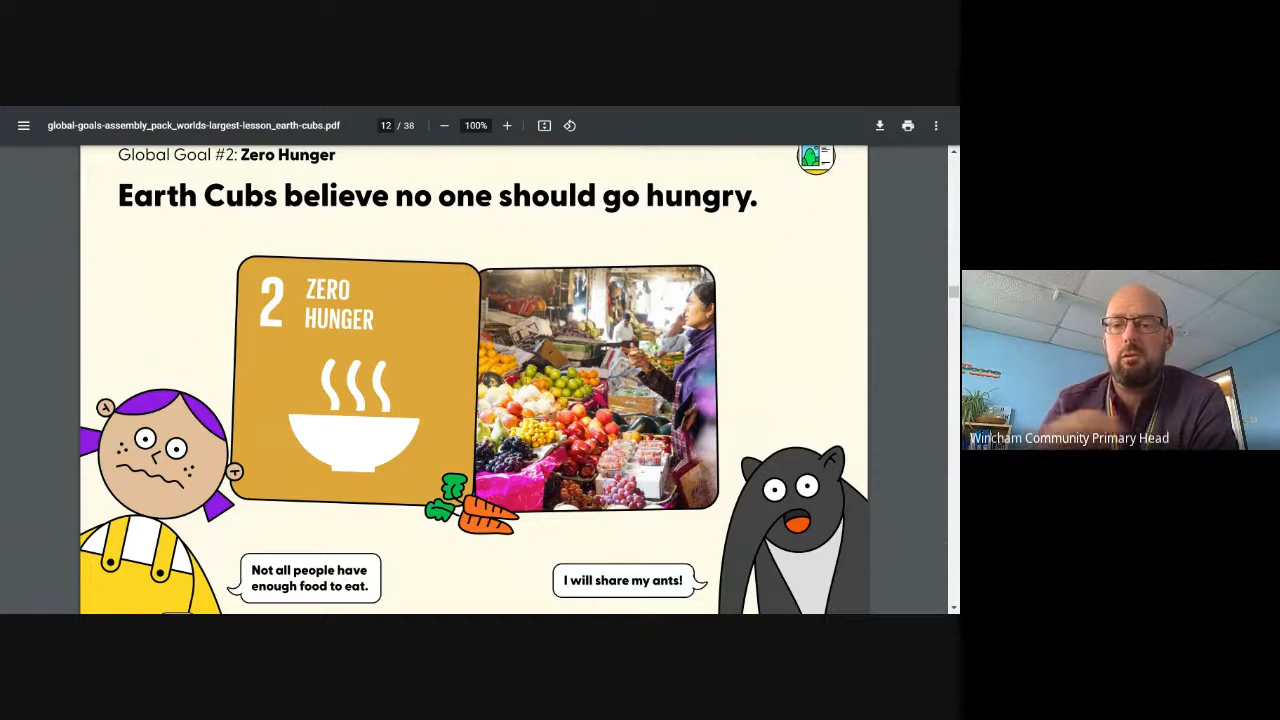 global-goals-assembly_pack_worlds-largest-lesson_earth-cubs.pdf
12 / 38
100%
Global Goal #2: Zero Hunger
Earth Cubs believe no one should go hungry.
2 ZERO
HUNGER
Not all people have
enough food to eat.
I will share my ants!
Wincham Community Primary Head